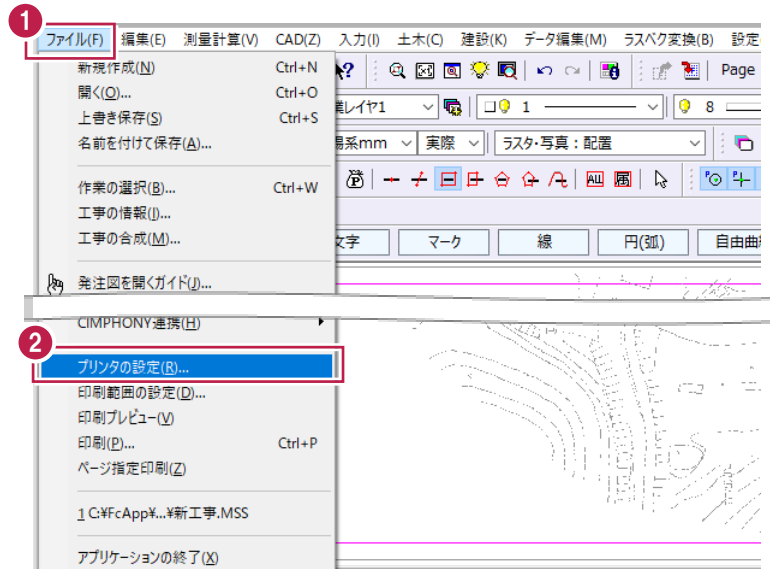 1
ファイル(F) 編集(E) 測量計算(V) CAD(Z) 入力(I) 土木(C) 建設(K) データ編集(M) ラスベク変換(B) 設定
新規作成(N) Ctrl+N
Page
開く(O)... Ctrl+O
業レイヤ1 1 8
上書き保存(S) Ctrl+S
名前を付けて保存(A)...
系mm 実際 ラスタ・写真：配置
作業の選択(B)... Ctrl+W
ALL 属
工事の情報(I)...
工事の合成(M)...
文字 マーク 線 円(弧) 自由曲
発注図を開くガイド(J)...
CIMPHONY連携(H)
2
プリンタの設定(R)...
印刷範囲の設定(D)...
印刷プレビュー(V)
印刷(P)... Ctrl+P
ページ指定印刷(Z)
1 C:¥FcApp¥...¥新工事.MSS
アプリケーションの終了(X)